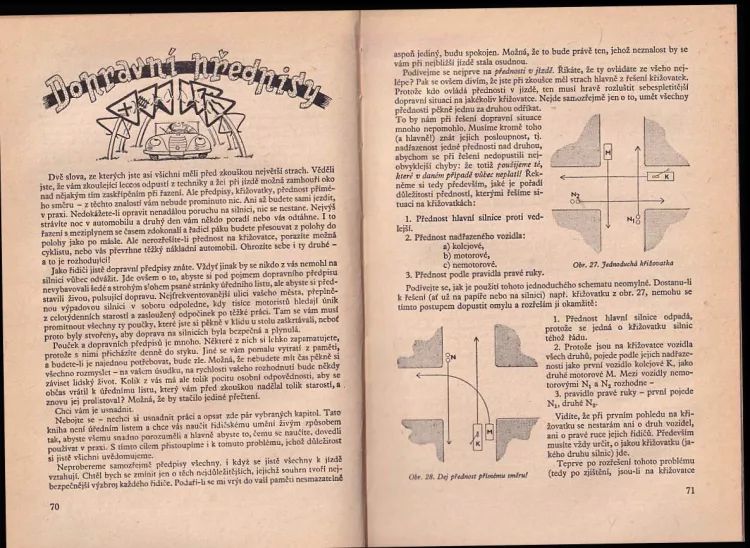 Dopravní předpisy
Dvě slova, ze kterých jste asi všichni měli před zkouškou největší strach. Věděli
jste, že vám zkoušející leccos odpustí z techniky a žei při jízdě možná zamhouří oko
nad nějakým tím zaskřípěním při řazení. Ale předpisy, křižovatky, přednost přímé-
ho směru – z těchto znalostí vám nebude prominuto nic. Ani až budete sami jezdit,
v praxi. Nedokážete-li opravit nenadálou poruchu na silnici, nic se nestane. Nejvýš
strávíte noc v automobilu a druhý den vám někdo poradí nebo vás odtáhne. I to
řazení s meziplynem se časem zdokonalí a řadicí páku budete přesouvat z polohy do
polohy jako po másle. Ale nerozřešíte-li přednost na křižovatce, porazíte možná
cyklistu, nebo vás převrhne těžký nákladní automobil. Ohrozíte sebe i ty druhé –
a to je rozhodující!
Jako řidiči jistě dopravní předpisy znáte. Vždyť jinak by se nikdo z vás nemohl na
silnici vůbec odvážit. Jde ovšem o to, abyste si pod pojmem dopravního předpisu
nevybavovali šedé a strohým slohem psané stránky úředního listu, ale abyste si před-
stavili živou, pulsující dopravu. Nejfrekventovanější ulici vašeho města, přeplně-
nou výpadovou silnici v sobotu odpoledne, kdy tisíce motoristů hledají únik
z celotýdenních starostí a zasloužený odpočinek po těžké práci. Tam se vám musí
promítnout všechny ty poučky, které jste si pěkně v klidu u stolu zaškrtávali, neboť
proto byly stvořeny, aby doprava na silnicích byla bezpečná a plynulá.
Pouček a dopravních předpisů je mnoho. Některé z nich si lehko zapamatujete,
protože s nimi přicházíte denně do styku. Jiné se vám pomalu vytratí z paměti,
a budete-li je najednou potřebovat, bude zle. Možná, že nebudete mít čas pěkně si
všechno rozmyslet – na vašem úsudku, na rychlosti vašeho rozhodnutí bude někdy
záviset lidský život. Kolik z vás má ale tolik pocitu osobní odpovědnosti, aby se
občas vrátil k úřednímu listu, který vám před zkouškou nadělal tolik starostí, a
znovu jej prolistoval? Možná, že by stačilo jediné přečtení.
Chci vám je usnadnit.
Nebojte se – nechci si usnadnit práci a opsat zde pár vybraných kapitol. Tato
kniha není úředním listem a chce vás naučit řidičskému umění živým způsobem
tak, abyste všemu snadno porozuměli a hlavně abyste to, čemu se naučíte, dovedli
používat v praxi. S tímto cílem přistoupíme i k tomuto problému, jehož důležitost
si jistě všichni uvědomujeme.
Neprobereme samozřejmě předpisy všechny, i když se jistě všechny k jízdě
vztahují. Chtěl bych se zmínit jen o těch nejdůležitějších, jejichž souhrn tvoří nej-
bezpečnější výzbroj každého řidiče. Podaří-li se mi vrýt do vaší paměti nesmazatelně
70
aspoň jediný, budu spokojen. Možná, že to bude právě ten, jehož neznalost by se
vám při nejbližší jízdě stala osudnou.
Podívejme se nejprve na přednosti v jízdě. Říkáte, že ty ovládáte ze všeho nej-
lépe? Pak se ovšem divím, že jste při zkoušce měl strach hlavně z řešení křižovatek.
Protože kdo ovládá přednosti v jízdě, ten musí hravě rozluštit sebespletitější
dopravní situaci na jakékoliv křižovatce. Nejde samozřejmě jen o to, umět všechny
přednosti pěkně jednu za druhou odříkat.
To by nám při řešení dopravní situace
mnoho nepomohlo. Musíme kromě toho
(a hlavně!) znát jejich posloupnost, tj.
nadřazenost jedné přednosti nad druhou,
abychom se při řešení nedopustili nej-
obvyklejší chyby: že totiž použijeme té,
které v daném případě vůbec neplatí! Řek-
něme si tedy především, jaké je pořadí
důležitosti předností, kterými řešíme si-
tuaci na křižovatkách:
1. Přednost hlavní silnice proti ved-
lejší.
2. Přednost nadřazeného vozidla:
a) kolejové,
b) motorové,
c) nemotorové.
3. Přednost podle pravidla pravé ruky.
M
K
N₂
N₁
Obr. 27. Jednoduchá křižovatka
Podívejte se, jak je použití tohoto jednoduchého schematu neomylné. Dostanu-li
k řešení (ať už na papíře nebo na silnici) např. křižovatku z obr. 27, nemohu se
tímto postupem dopustit omylu a rozřeším ji okamžitě:
1. Přednost hlavní silnice odpadá,
protože se jedná o křižovatku silnic
téhož řádu.
2. Protože jsou na křižovatce vozidla
všech druhů, pojede podle jejich nadřaze-
nosti jako první vozidlo kolejové K, jako
druhé motorové M. Mezi vozidly nemo-
torovými N₁ a N₂ rozhodne –
3. pravidlo pravé ruky – první pojede
N₁, druhé N₂.
Vidíte, že při prvním pohledu na kři-
žovatku se nestarám ani o druh vozidel,
ani o pravé ruce jejich řidičů. Především
musíte vždy určit, o jakou křižovatku (ja-
kého druhu silnic) jde.
Teprve po rozřešení tohoto problému
(tedy po zjištění, jsou-li na křižovatce
N
M
K
Obr. 28. Dej přednost přímému směru!
71